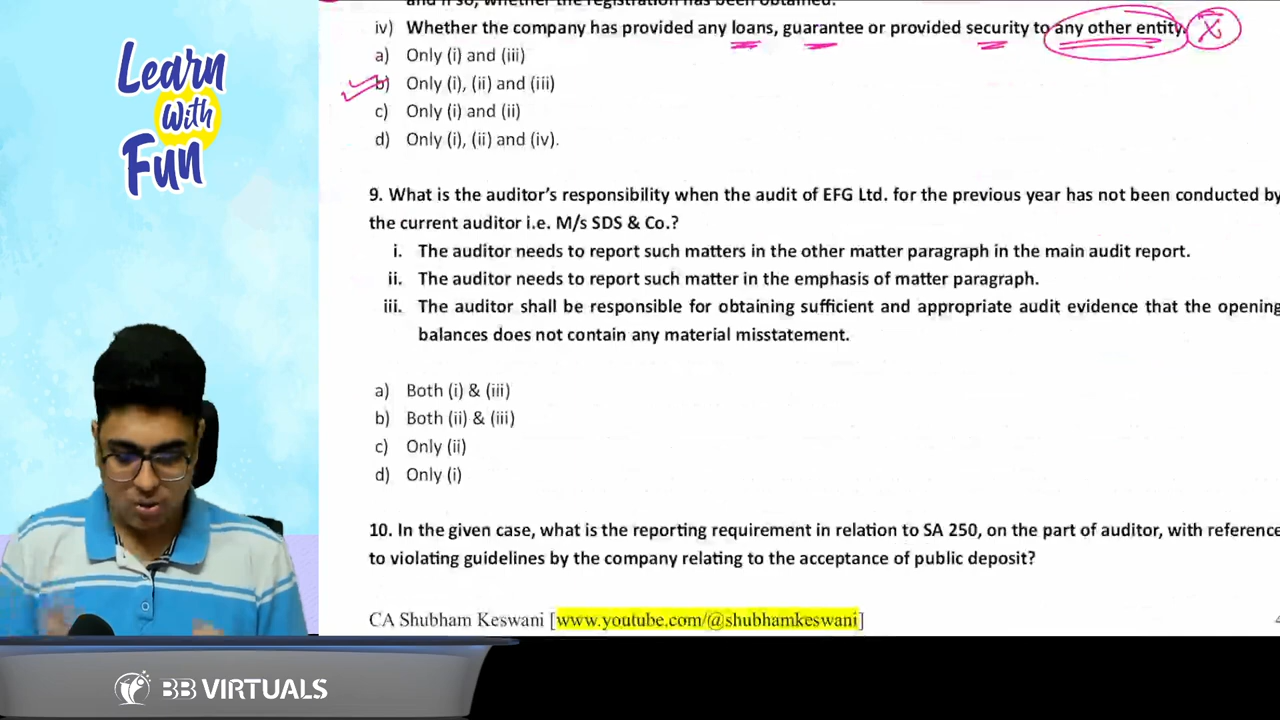 Learn
With
Fun
iv) Whether the company has provided any loans, guarantee or provided security to any other entity.
a) Only (i) and (iii)
b) Only (i), (ii) and (iii)
c) Only (i) and (ii)
d) Only (i), (ii) and (iv).
9. What is the auditor's responsibility when the audit of EFG Ltd. for the previous year has not been conducted by
the current auditor i.e. M/s SDS & Co.?
i. The auditor needs to report such matters in the other matter paragraph in the main audit report.
ii. The auditor needs to report such matter in the emphasis of matter paragraph.
iii. The auditor shall be responsible for obtaining sufficient and appropriate audit evidence that the opening
balances does not contain any material misstatement.
a) Both (i) & (iii)
b) Both (ii) & (iii)
c) Only (ii)
d) Only (i)
10. In the given case, what is the reporting requirement in relation to SA 250, on the part of auditor, with reference
to violating guidelines by the company relating to the acceptance of public deposit?
CA Shubham Keswani [www.youtube.com/@shubhamkeswani]
BB VIRTUALS